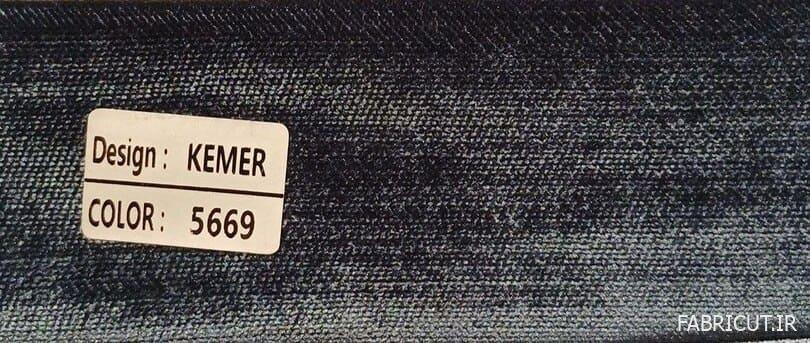 Design : KEMER
COLOR : 5669
FABRICUT.IR